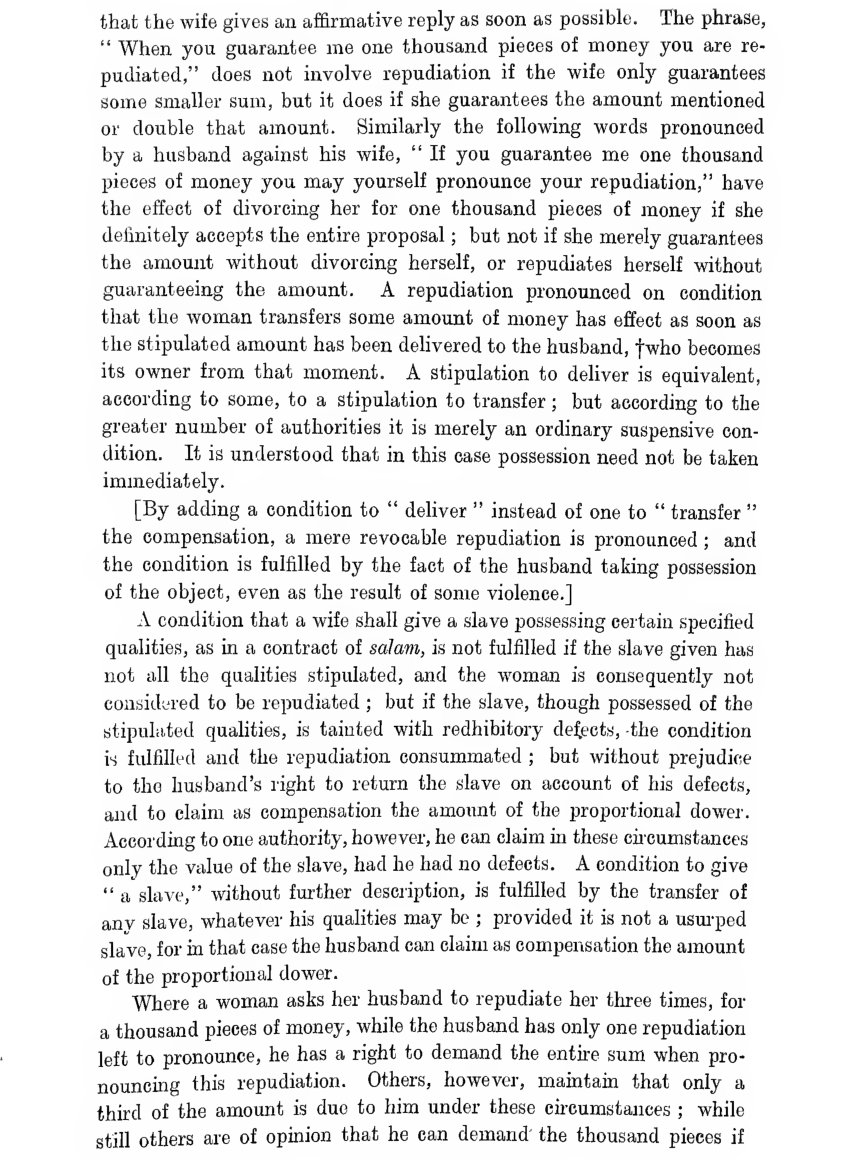 that the wife gives an affirmative reply as soon as possible. The phrase,
“ When you guarantee me one thousand pieces of money you are re-
pudiated,” does not involve repudiation if the wife only guarantees
some smaller sum, but it does if she guarantees the amount mentioned
or double that amount. Similarly the following words pronounced
by a husband against his wife, “ If you guarantee me one thousand
pieces of money you may yourself pronounce your repudiation,” have
the effect of divorcing her for one thousand pieces of money if she
definitely accepts the entire proposal ; but not if she merely guarantees
the amount without divorcing herself, or repudiates herself without
guaranteeing the amount. A repudiation pronounced on condition
that the woman transfers some amount of money has effect as soon as
the stipulated amount has been delivered to the husband, †who becomes
its owner from that moment. A stipulation to deliver is equivalent,
according to some, to a stipulation to transfer ; but according to the
greater number of authorities it is merely an ordinary suspensive con-
dition. It is understood that in this case possession need not be taken
immediately.
[By adding a condition to “ deliver ” instead of one to “ transfer ”
the compensation, a mere revocable repudiation is pronounced ; and
the condition is fulfilled by the fact of the husband taking possession
of the object, even as the result of some violence.]
A condition that a wife shall give a slave possessing certain specified
qualities, as in a contract of salam, is not fulfilled if the slave given has
not all the qualities stipulated, and the woman is consequently not
considered to be repudiated ; but if the slave, though possessed of the
stipulated qualities, is tainted with redhibitory defects, the condition
is fulfilled and the repudiation consummated ; but without prejudice
to the husband’s right to return the slave on account of his defects,
and to claim as compensation the amount of the proportional dower.
According to one authority, however, he can claim in these circumstances
only the value of the slave, had he had no defects. A condition to give
“ a slave,” without further description, is fulfilled by the transfer of
any slave, whatever his qualities may be ; provided it is not a usurped
slave, for in that case the husband can claim as compensation the amount
of the proportional dower.
Where a woman asks her husband to repudiate her three times, for
a thousand pieces of money, while the husband has only one repudiation
left to pronounce, he has a right to demand the entire sum when pro-
nouncing this repudiation. Others, however, maintain that only a
third of the amount is due to him under these circumstances ; while
still others are of opinion that he can demand the thousand pieces if